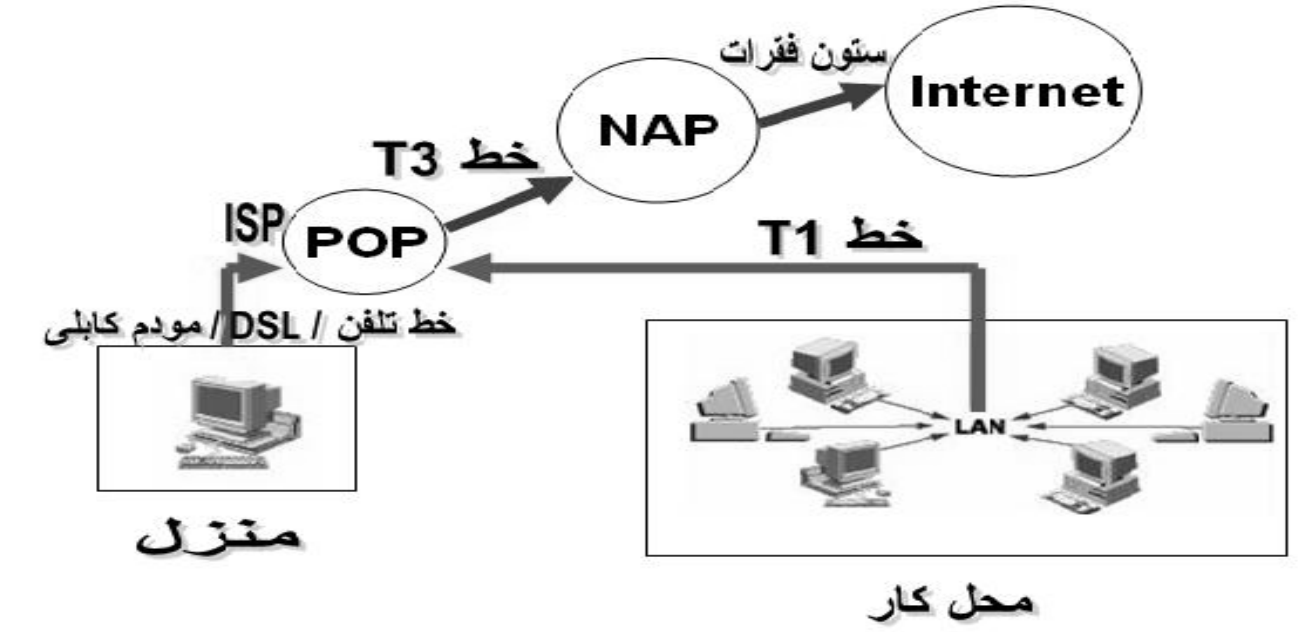 ستون فقرات
Internet
NAP
خط T3
ISP
POP
خط T1
خط تلفن / DSL / مودم کابلی
LAN
منزل
محل کار